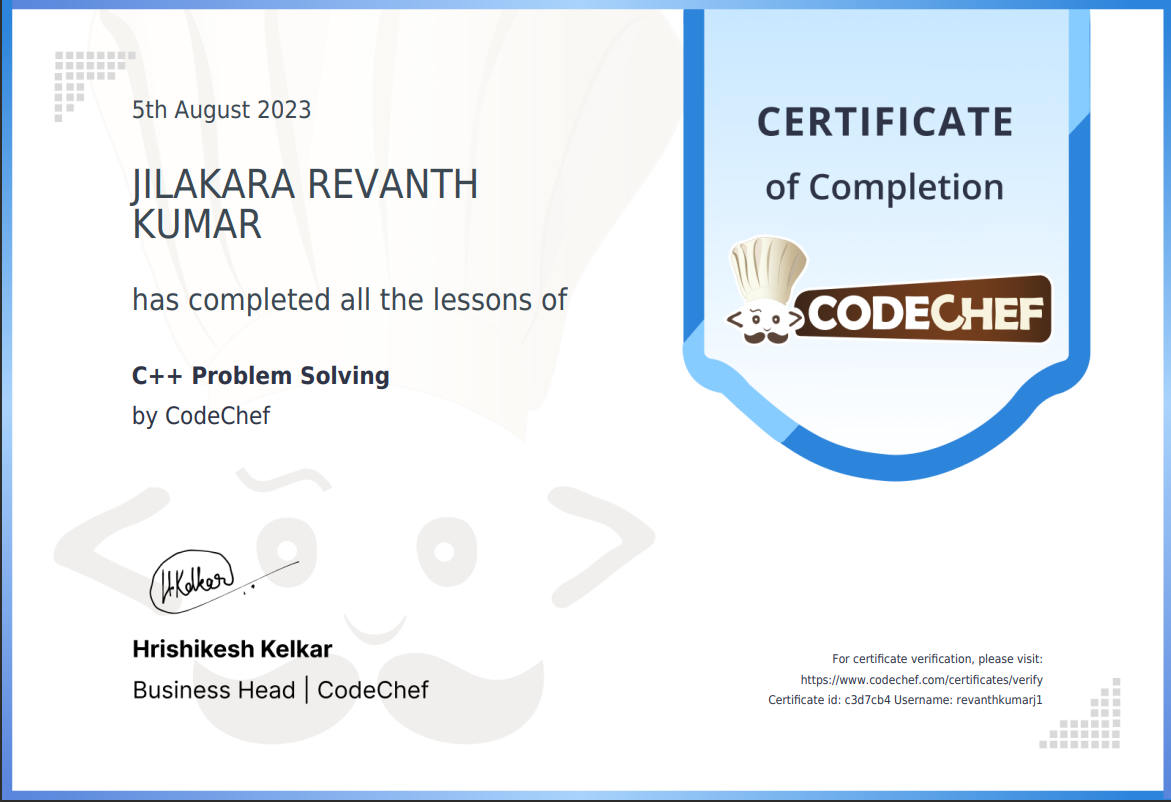 5th August 2023
JILAKARA REVANTH
KUMAR
has completed all the lessons of
C++ Problem Solving
by CodeChef
H.Kelkar
Hrishikesh Kelkar
Business Head | CodeChef
CERTIFICATE
of Completion
CODECHEF
For certificate verification, please visit:
https://www.codechef.com/certificates/verify
Certificate id: c3d7cb4 Username: revanthkumarj1